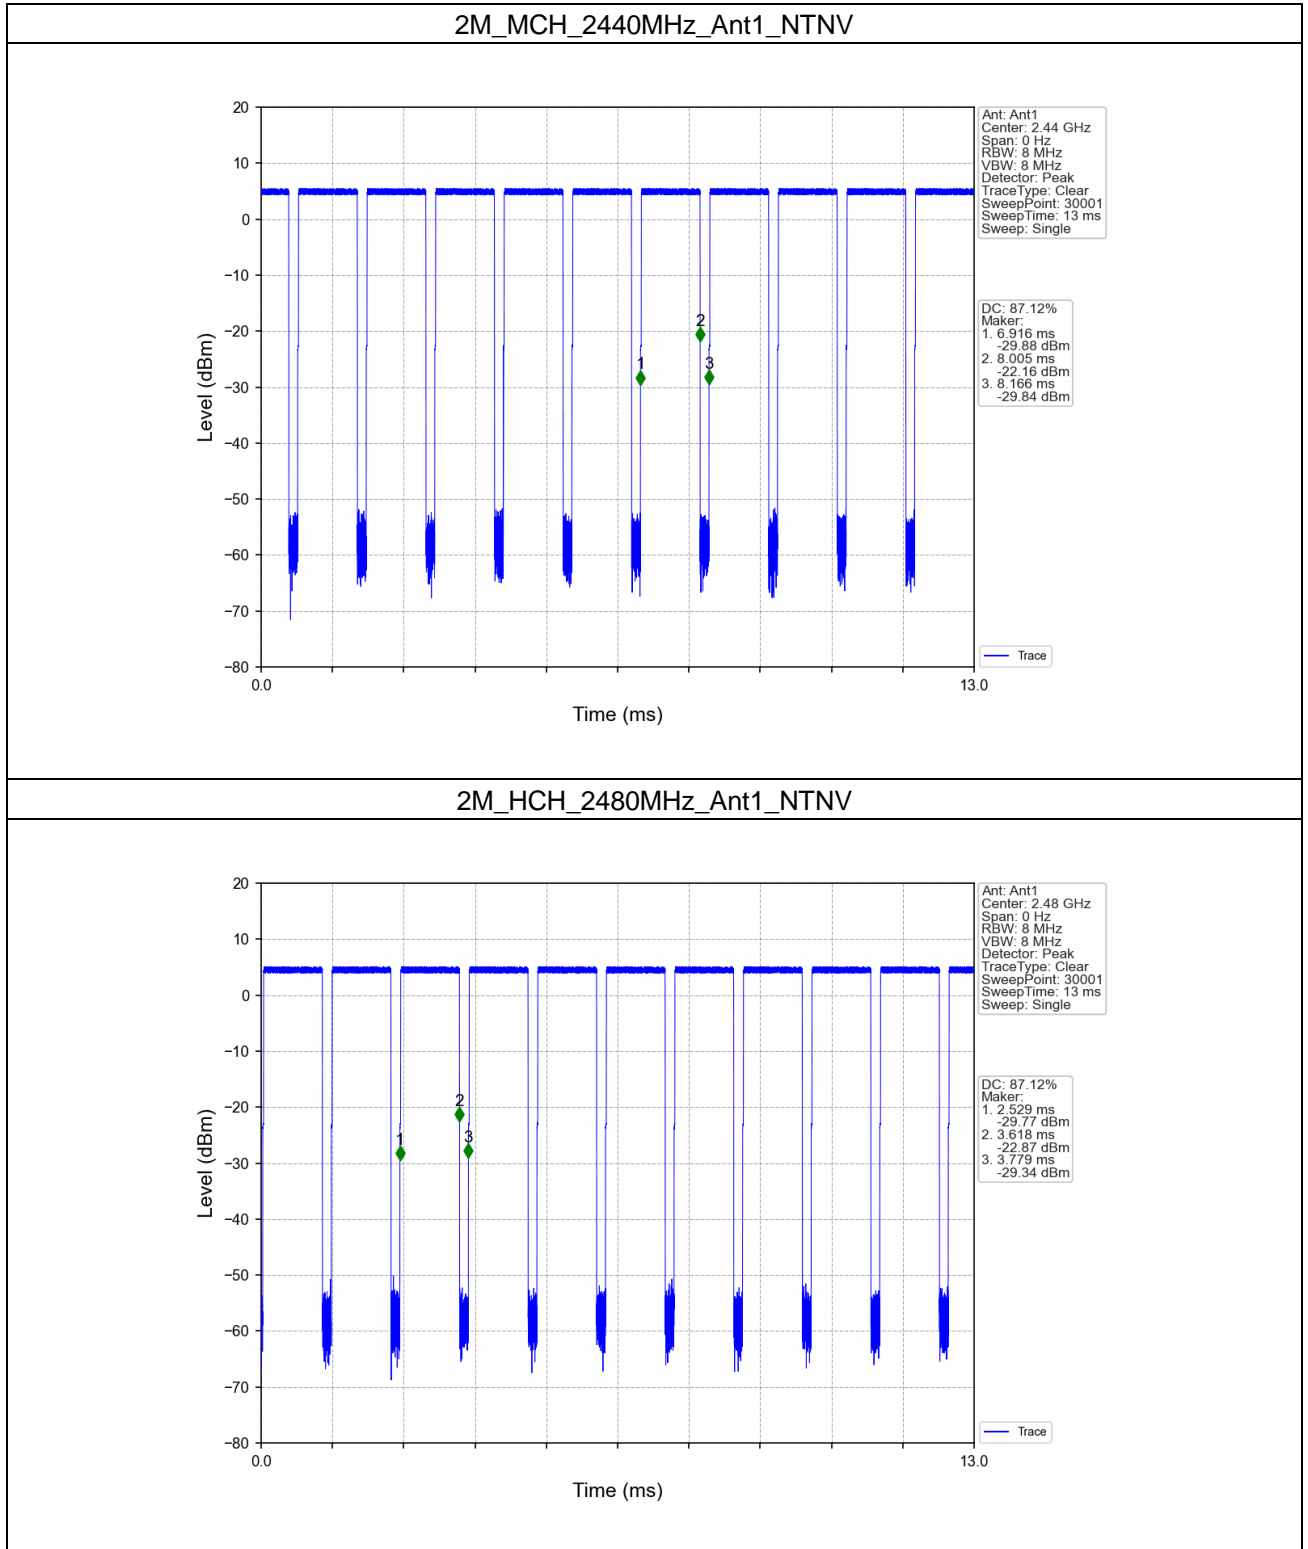 2M_MCH_2440MHz_Ant1_NTNV
20
10
0
−10
−20
−30
−40
−50
−60
−70
−80
Level (dBm)
0.0
13.0
Time (ms)
1
2
3
Ant: Ant1
Center: 2.44 GHz
Span: 0 Hz
RBW: 8 MHz
VBW: 8 MHz
Detector: Peak
TraceType: Clear
SweepPoint: 30001
SweepTime: 13 ms
Sweep: Single
DC: 87.12%
Maker:
1. 6.916 ms
-29.88 dBm
2. 8.005 ms
-22.16 dBm
3. 8.166 ms
-29.84 dBm
Trace
2M_HCH_2480MHz_Ant1_NTNV
20
10
0
−10
−20
−30
−40
−50
−60
−70
−80
Level (dBm)
0.0
13.0
Time (ms)
1
2
3
Ant: Ant1
Center: 2.48 GHz
Span: 0 Hz
RBW: 8 MHz
VBW: 8 MHz
Detector: Peak
TraceType: Clear
SweepPoint: 30001
SweepTime: 13 ms
Sweep: Single
DC: 87.12%
Maker:
1. 2.529 ms
-29.77 dBm
2. 3.618 ms
-22.87 dBm
3. 3.779 ms
-29.34 dBm
Trace